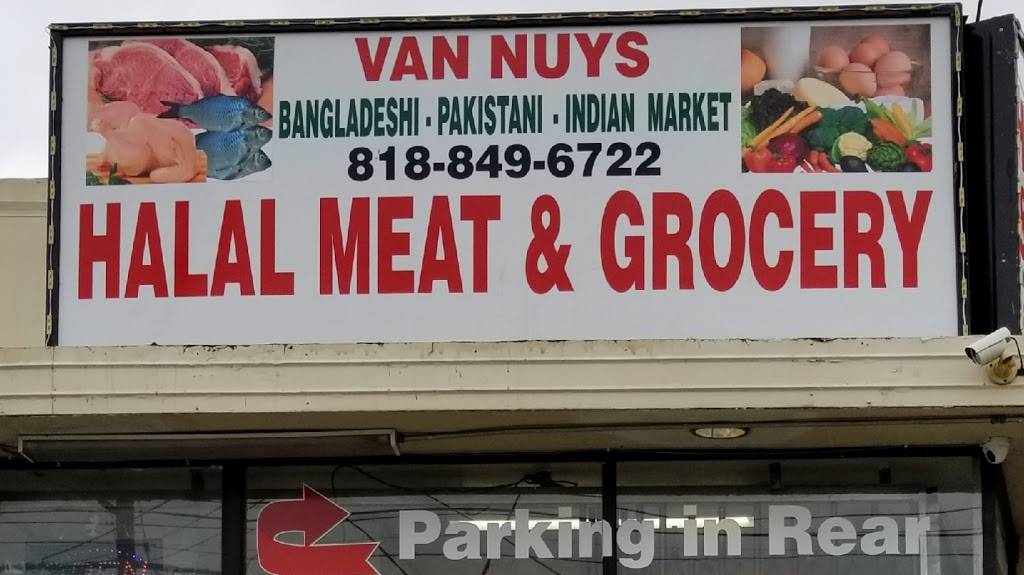 VAN NUYS
BANGLADESHI - PAKISTANI - INDIAN MARKET
818-849-6722
HALAL MEAT & GROCERY
Parking in Rear